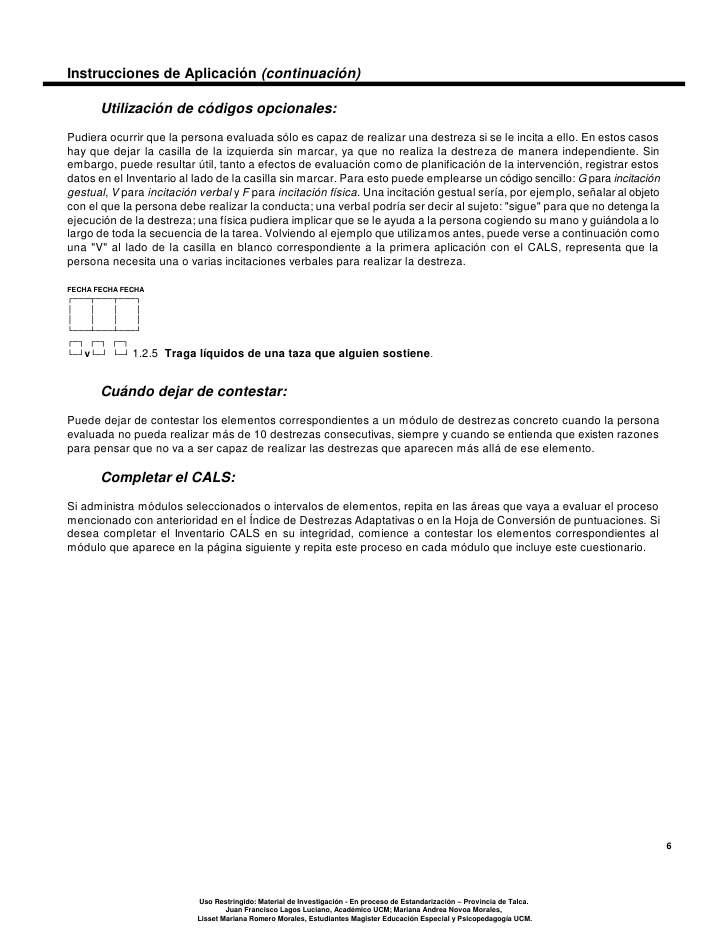 Instrucciones de Aplicación (continuación)
Utilización de códigos opcionales:
Pudiera ocurrir que la persona evaluada sólo es capaz de realizar una destreza si se le incita a ello. En estos casos
hay que dejar la casilla de la izquierda sin marcar, ya que no realiza la destreza de manera independiente. Sin
embargo, puede resultar útil, tanto a efectos de evaluación como de planificación de la intervención, registrar estos
datos en el Inventario al lado de la casilla sin marcar. Para esto puede emplearse un código sencillo: G para incitación
gestual, V para incitación verbal y F para incitación física. Una incitación gestual sería, por ejemplo, señalar al objeto
con el que la persona debe realizar la conducta; una verbal podría ser decir al sujeto: "sigue" para que no detenga la
ejecución de la destreza; una física pudiera implicar que se le ayuda a la persona cogiendo su mano y guiándola a lo
largo de toda la secuencia de la tarea. Volviendo al ejemplo que utilizamos antes, puede verse a continuación como
una "V" al lado de la casilla en blanco correspondiente a la primera aplicación con el CALS, representa que la
persona necesita una o varias incitaciones verbales para realizar la destreza.
FECHA FECHA FECHA
v 1.2.5 Traga líquidos de una taza que alguien sostiene.
Cuándo dejar de contestar:
Puede dejar de contestar los elementos correspondientes a un módulo de destrezas concreto cuando la persona
evaluada no pueda realizar más de 10 destrezas consecutivas, siempre y cuando se entienda que existen razones
para pensar que no va a ser capaz de realizar las destrezas que aparecen más allá de ese elemento.
Completar el CALS:
Si administra módulos seleccionados o intervalos de elementos, repita en las áreas que vaya a evaluar el proceso
mencionado con anterioridad en el Índice de Destrezas Adaptativas o en la Hoja de Conversión de puntuaciones. Si
desea completar el Inventario CALS en su integridad, comience a contestar los elementos correspondientes al
módulo que aparece en la página siguiente y repita este proceso en cada módulo que incluye este cuestionario.
6
Uso Restringido: Material de Investigación - En proceso de Estandarización – Provincia de Talca.
Juan Francisco Lagos Luciano, Académico UCM; Mariana Andrea Novoa Morales,
Lisset Mariana Romero Morales, Estudiantes Magister Educación Especial y Psicopedagogía UCM.